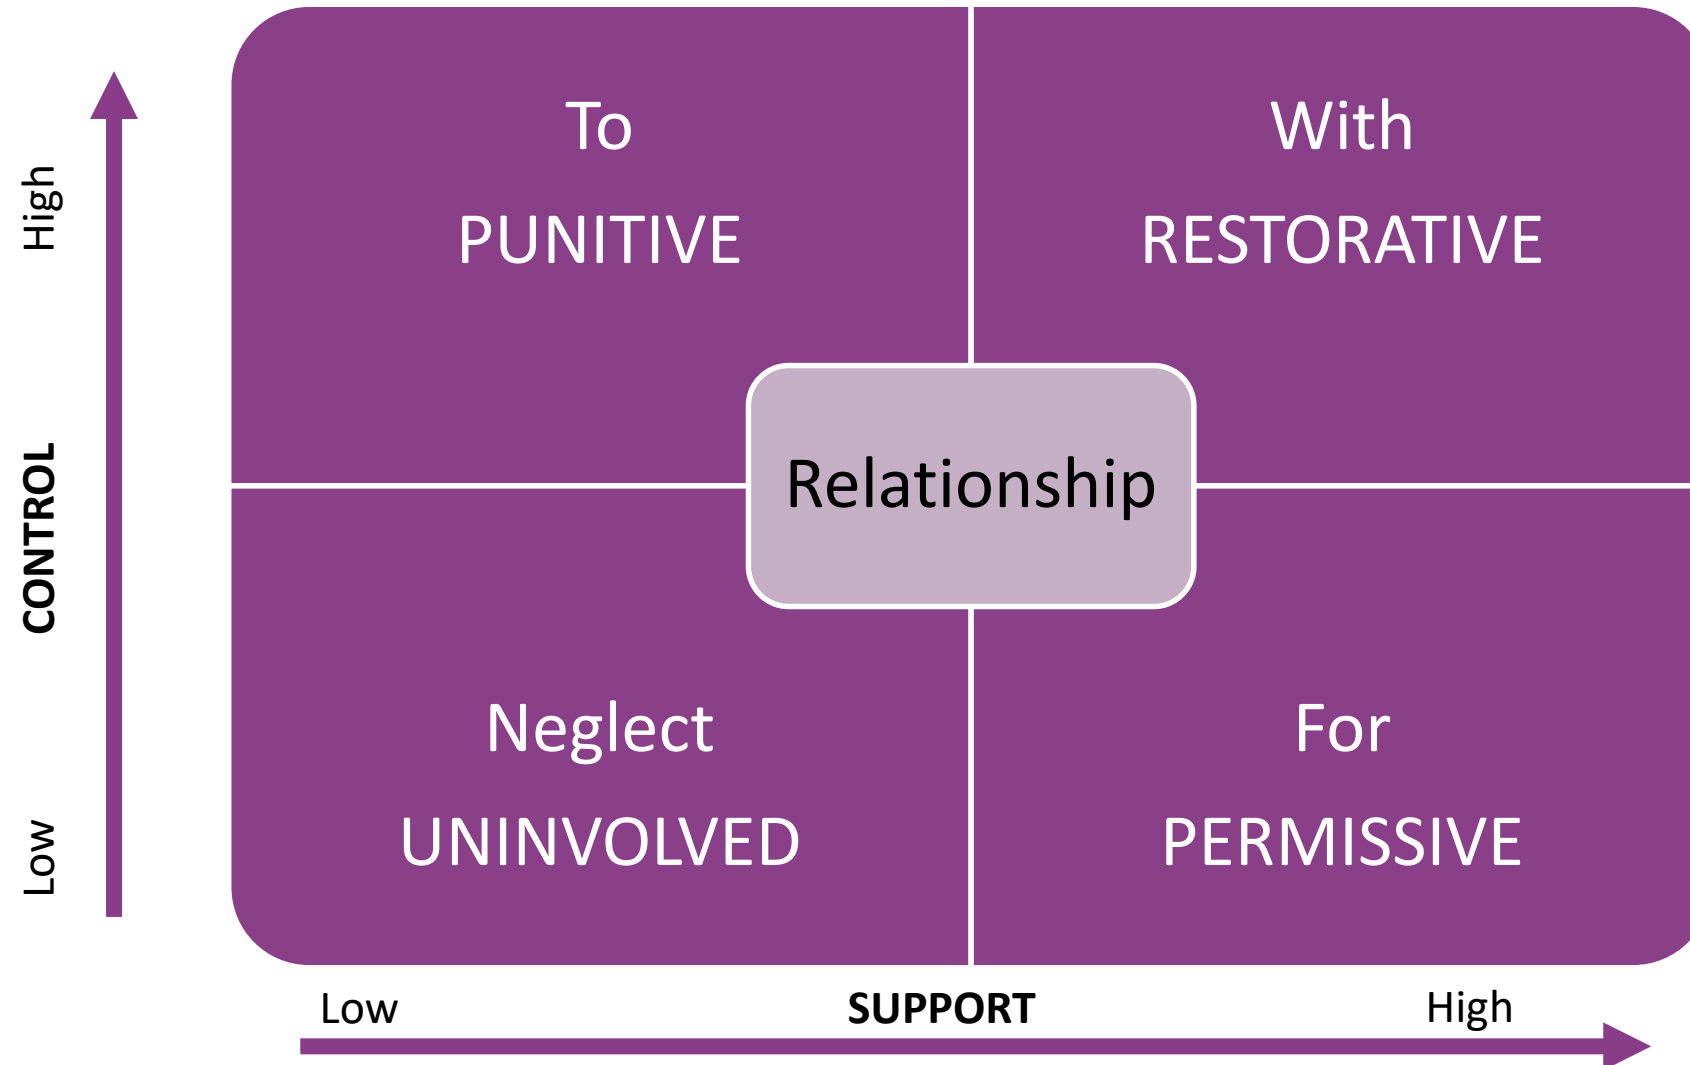 To
PUNITIVE
With
RESTORATIVE
High
CONTROL
Low
Relationship
Neglect
UNINVOLVED
For
PERMISSIVE
Low
SUPPORT
High